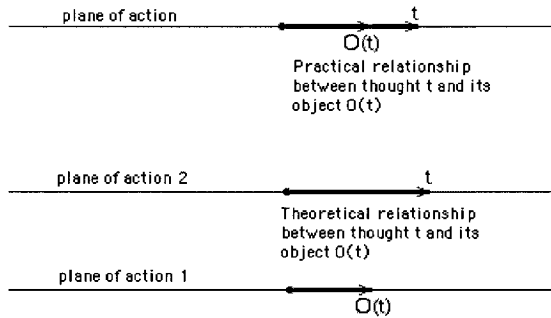 plane of action
t
O(t)
Practical relationship
between thought t and its
object O(t)
plane of action 2
t
Theoretical relationship
between thought t and its
object O(t)
plane of action 1
O(t)